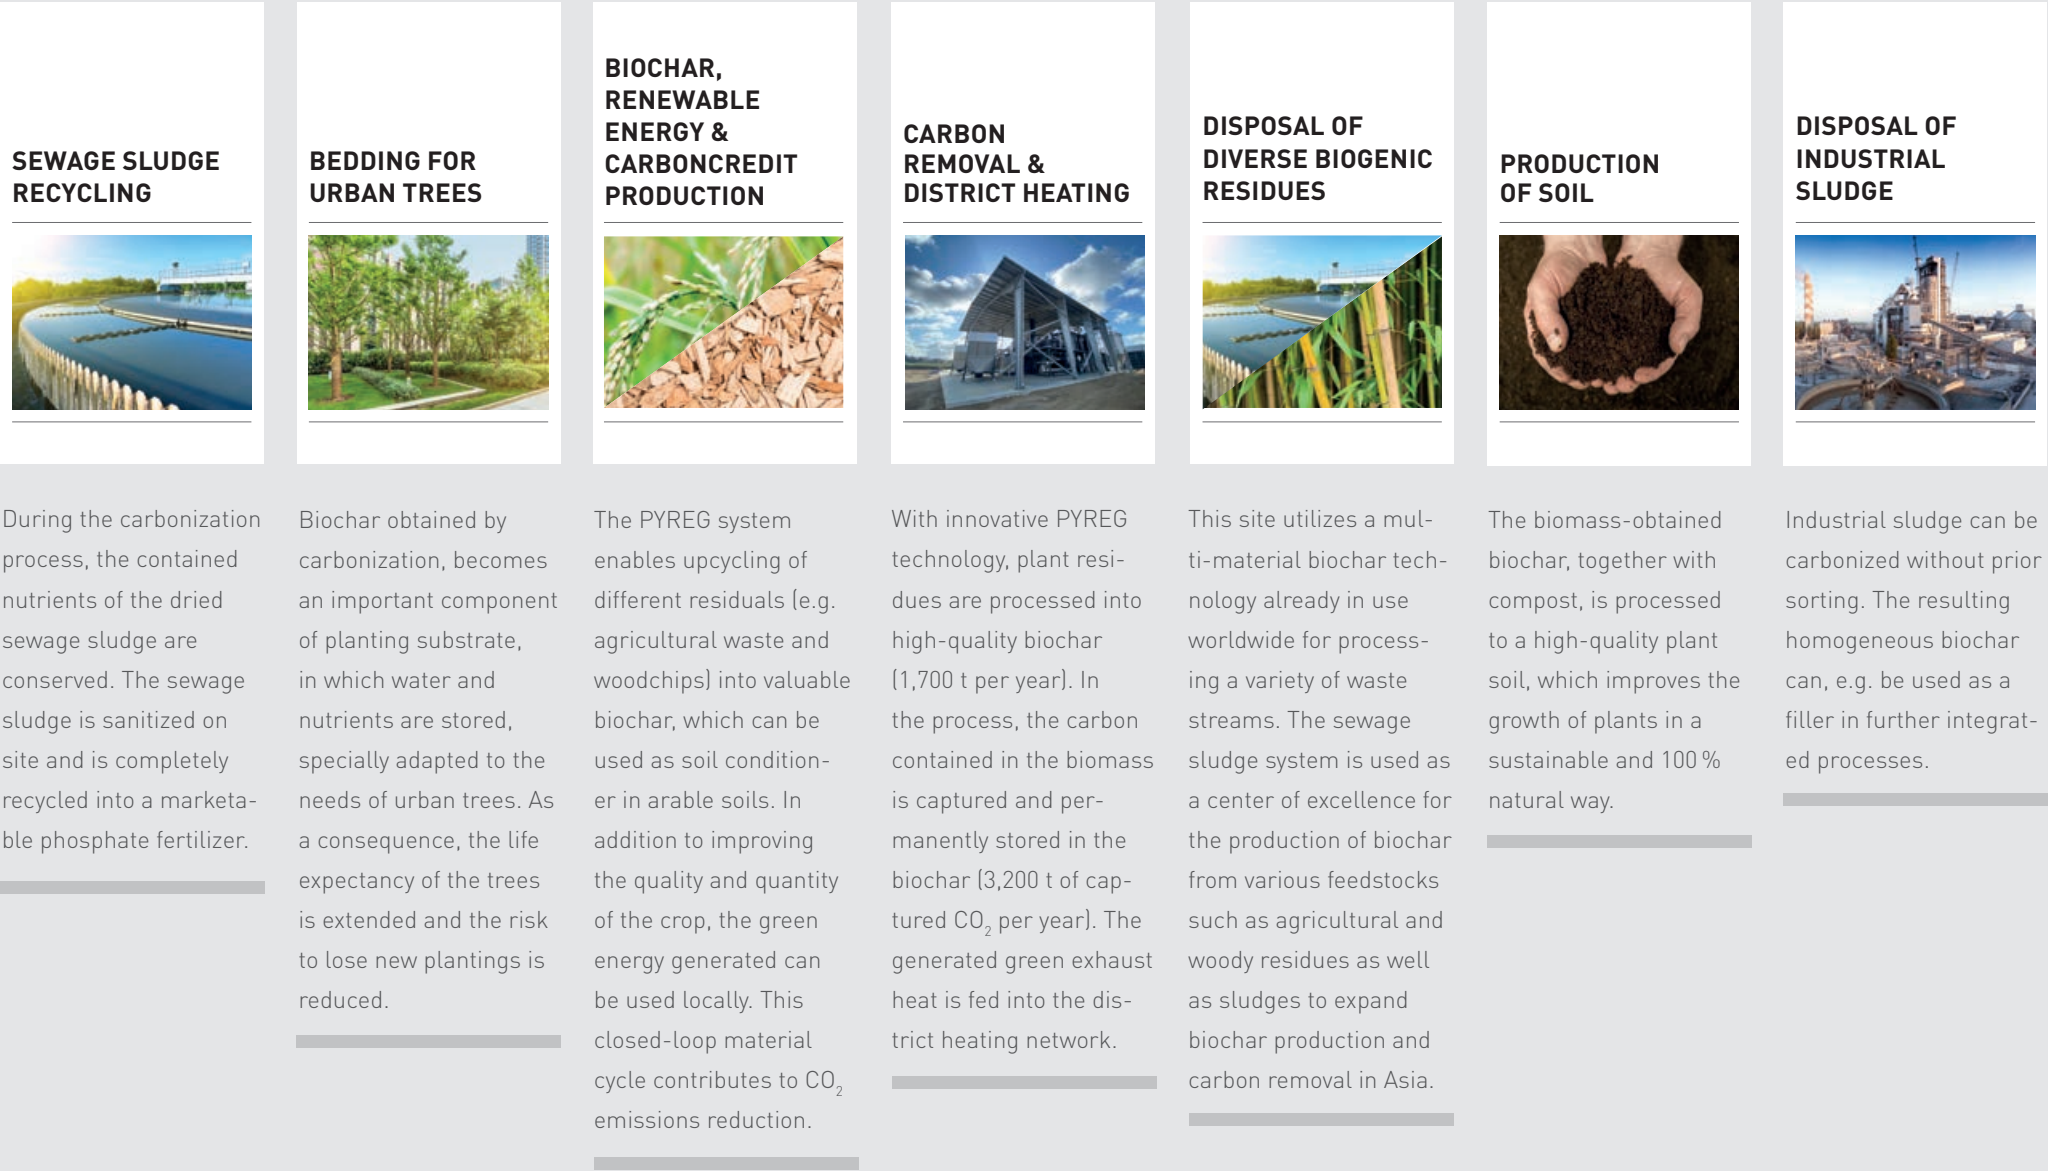 SEWAGE SLUDGE
RECYCLING
During the carbonization
process, the contained
nutrients of the dried
sewage sludge are
conserved. The sewage
sludge is sanitized on
site and is completely
recycled into a marketa-
ble phosphate fertilizer.
BEDDING FOR
URBAN TREES
Biochar obtained by
carbonization, becomes
an important component
of planting substrate,
in which water and
nutrients are stored,
specially adapted to the
needs of urban trees. As
a consequence, the life
expectancy of the trees
is extended and the risk
to lose new plantings is
reduced.
BIOCHAR,
RENEWABLE
ENERGY &
CARBONCREDIT
PRODUCTION
The PYREG system
enables upcycling of
different residuals (e.g.
agricultural waste and
woodchips) into valuable
biochar, which can be
used as soil condition-
er in arable soils. In
addition to improving
the quality and quantity
of the crop, the green
energy generated can
be used locally. This
closed-loop material
cycle contributes to CO₂
emissions reduction.
CARBON
REMOVAL &
DISTRICT HEATING
With innovative PYREG
technology, plant resi-
dues are processed into
high-quality biochar
(1,700 t per year). In
the process, the carbon
contained in the biomass
is captured and per-
manently stored in the
biochar (3,200 t of cap-
tured CO₂ per year). The
generated green exhaust
heat is fed into the dis-
trict heating network.
DISPOSAL OF
DIVERSE BIOGENIC
RESIDUES
This site utilizes a mul-
ti-material biochar tech-
nology already in use
worldwide for process-
ing a variety of waste
streams. The sewage
sludge system is used as
a center of excellence for
the production of biochar
from various feedstocks
such as agricultural and
woody residues as well
as sludges to expand
biochar production and
carbon removal in Asia.
PRODUCTION
OF SOIL
The biomass-obtained
biochar, together with
compost, is processed
to a high-quality plant
soil, which improves the
growth of plants in a
sustainable and 100 %
natural way.
DISPOSAL OF
INDUSTRIAL
SLUDGE
Industrial sludge can be
carbonized without prior
sorting. The resulting
homogeneous biochar
can, e.g. be used as a
filler in further integrat-
ed processes.